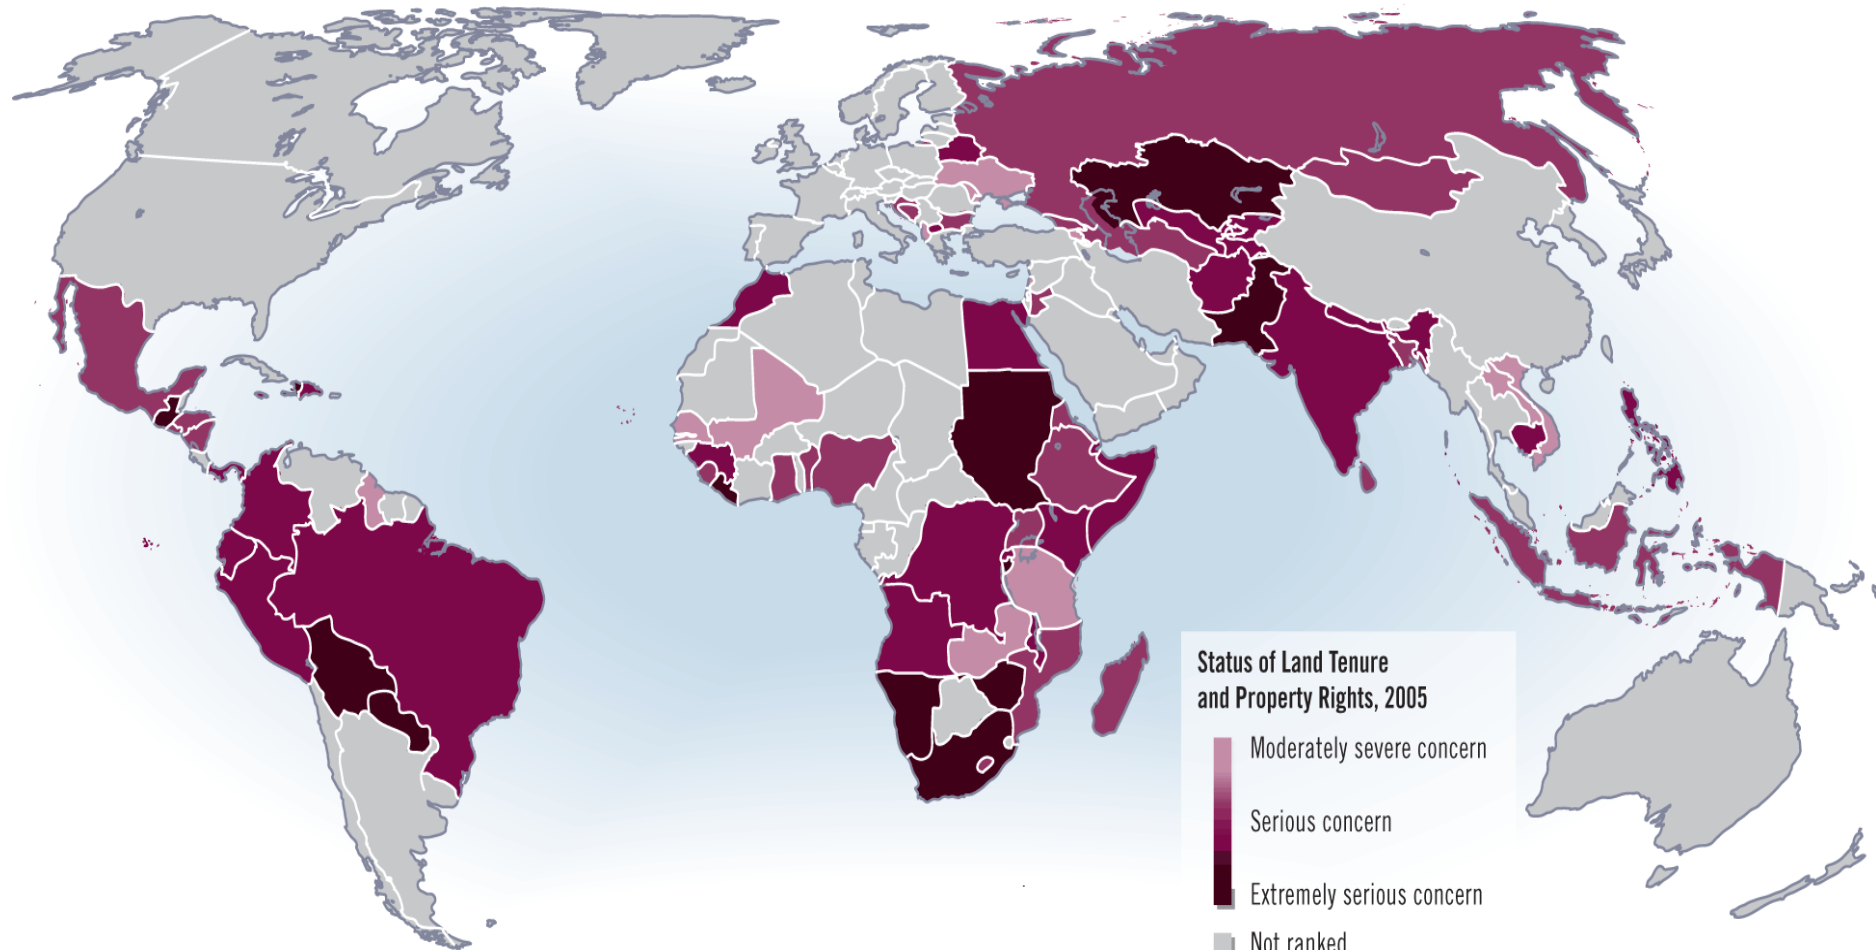 Status of Land Tenure
and Property Rights, 2005
Moderately severe concern
Serious concern
Extremely serious concern
Not ranked